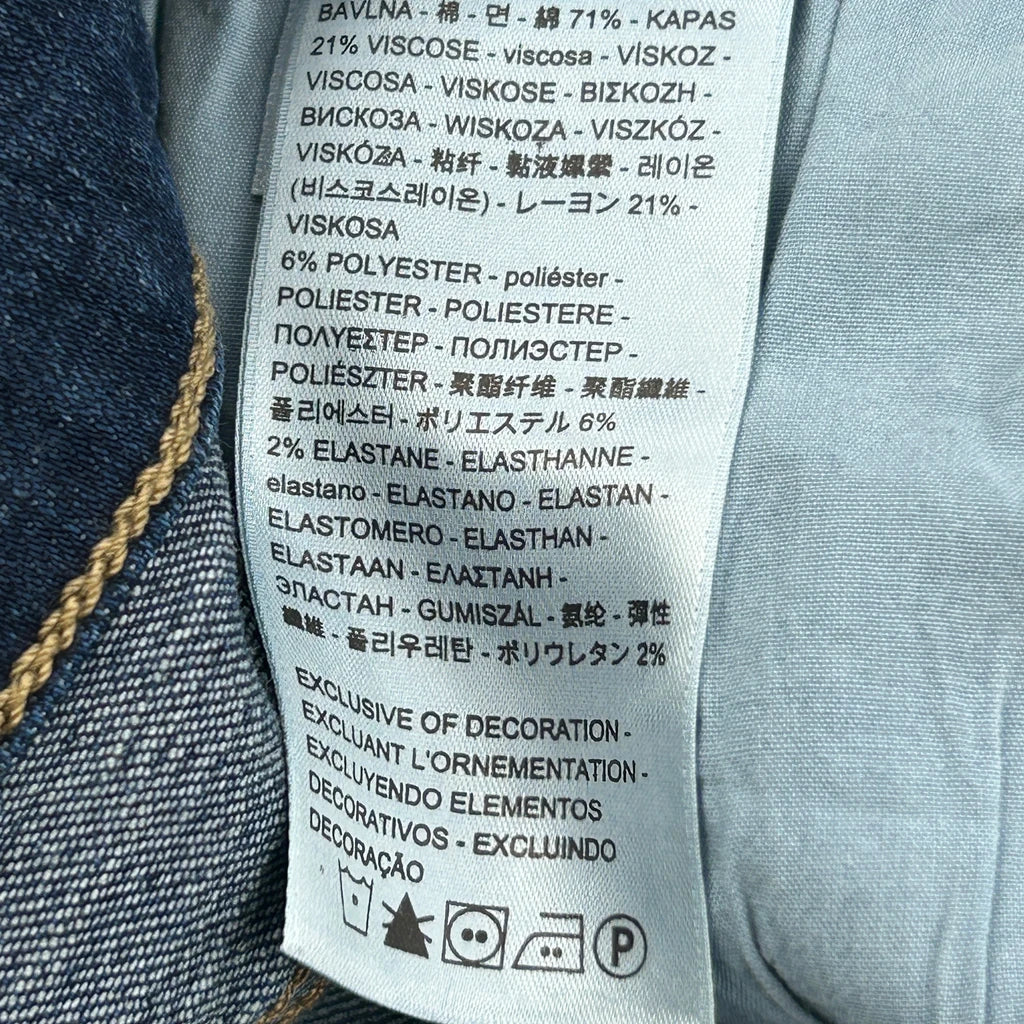 BAVLNA - 棉 - 면 - 綿 71% - KAPAS
21% VISCOSE - viscosa - VİSKOZ -
VISCOSA - VISKOSE - ΒΙΣΚΟΖΗ -
ВИСКОЗА - WISKOZA - VISZKÓZ -
VISKÓZA - 粘纤 - 黏液 - 레이온
(비스코스레이온) - レーヨン 21% -
VISKOSA
6% POLYESTER - poliéster -
POLIESTER - POLIESTERE -
ΠΟΛΥΕΣΤΕΡ - ПОЛИЭСТЕР -
POLIÉSZTER - 聚酯纤维 - 聚酯纖維 -
폴리에스터 - ポリエステル 6%
2% ELASTANE - ELASTHANNE -
elastano - ELASTANO - ELASTAN -
ELASTOMERO - ELASTHAN -
ELASTAAN - ΕΛΑΣΤΑΝΗ -
ЭЛАСТАН - GUMISZÁL - 氨纶 - 彈性
纖維 - 폴리우레탄 - ポリウレタン 2%
EXCLUSIVE OF DECORATION -
EXCLUANT L'ORNEMENTATION -
EXCLUYENDO ELEMENTOS
DECORATIVOS - EXCLUINDO
DECORAÇÃO
P